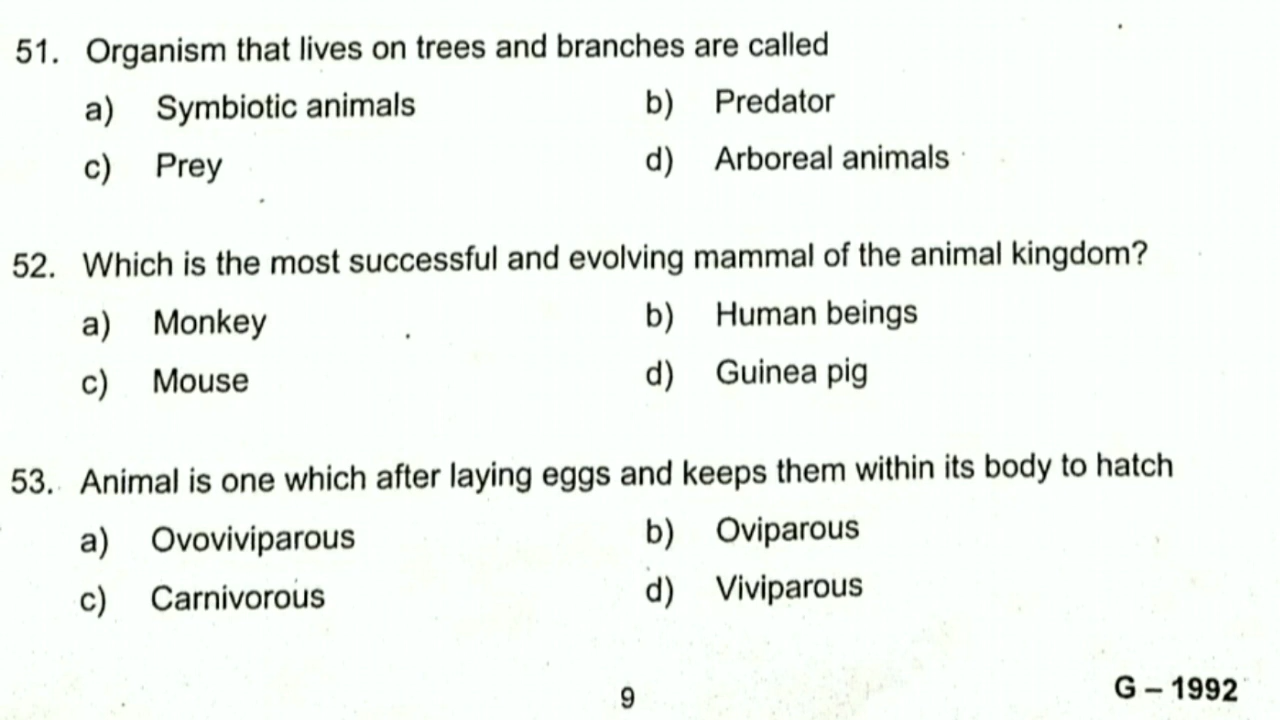 51. Organism that lives on trees and branches are called
a) Symbiotic animals b) Predator
c) Prey d) Arboreal animals
52. Which is the most successful and evolving mammal of the animal kingdom?
a) Monkey b) Human beings
c) Mouse d) Guinea pig
53. Animal is one which after laying eggs and keeps them within its body to hatch
a) Ovoviviparous b) Oviparous
c) Carnivorous d) Viviparous
9 G – 1992